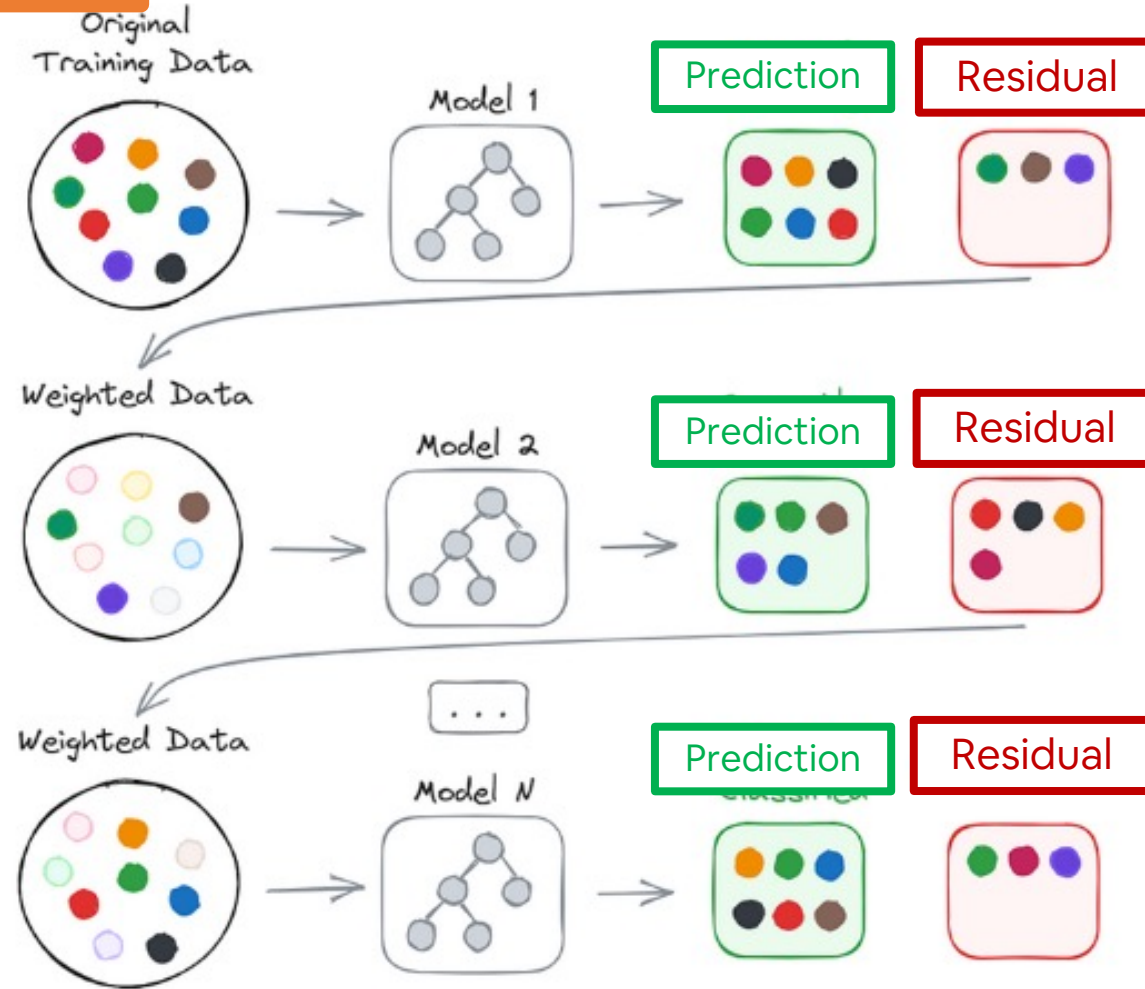 Original
Training Data
Model 1
Prediction
Residual
Weighted Data
Model 2
Prediction
Residual
...
Weighted Data
Model N
Prediction
Residual